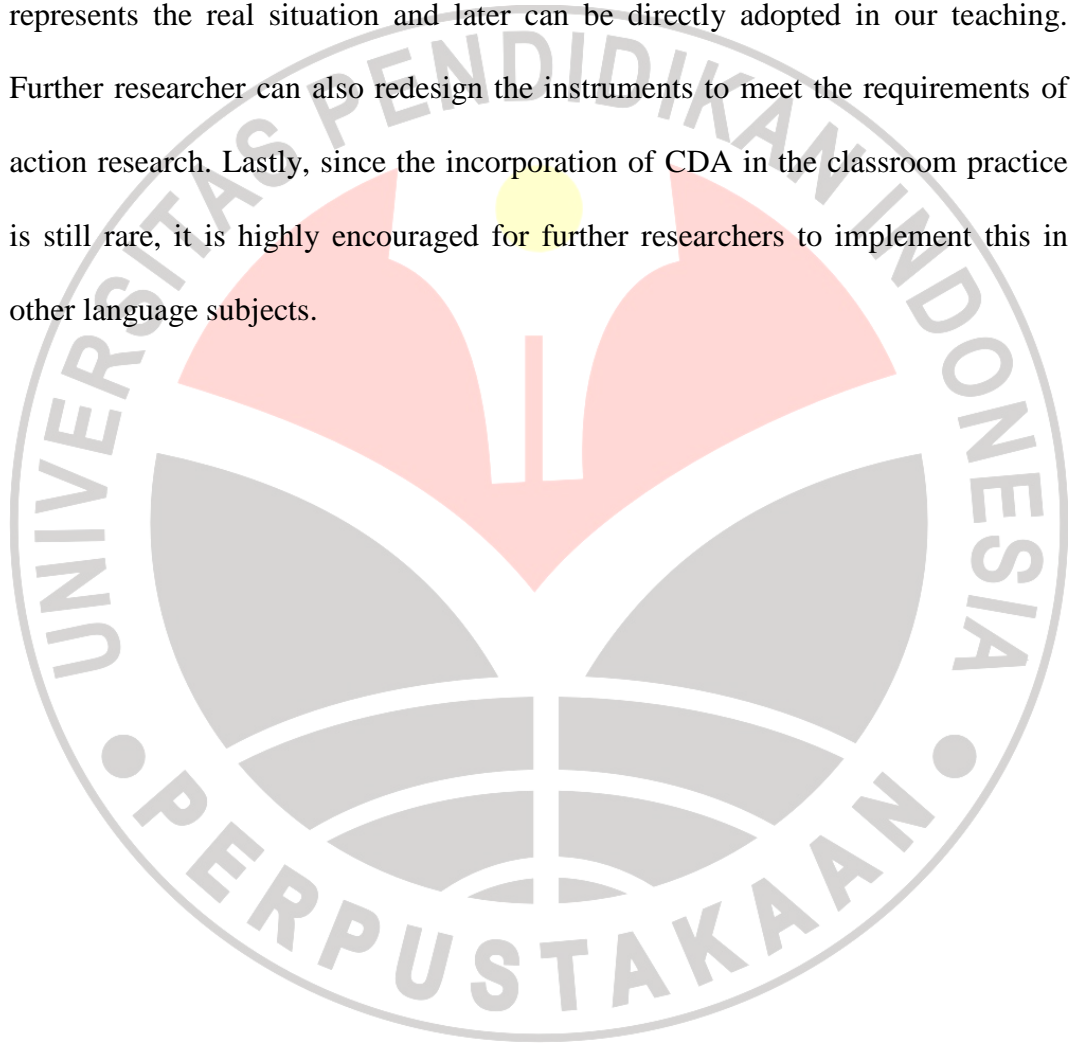 represents the real situation and later can be directly adopted in our teaching.
Further researcher can also redesign the instruments to meet the requirements of
action research. Lastly, since the incorporation of CDA in the classroom practice
is still rare, it is highly encouraged for further researchers to implement this in
other language subjects.
UNIVERSITAS PENDIDIKAN INDONESIA
PERPUSTAKAAN